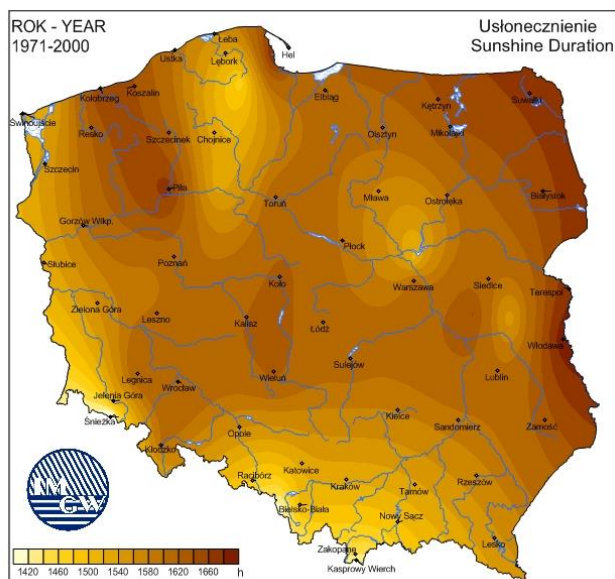 ROK - YEAR
1971-2000
Usłonecznienie
Sunshine Duration
Łeba
Hel
Ustka
Lębork
Koszalin
Kołobrzeg
Elbląg
Kętrzyn
Suwałki
Świnoujście
Resko
Szczecinek
Chojnice
Olsztyn
Mikołajki
Szczecin
Piła
Toruń
Mława
Ostrołęka
Białystok
Gorzów Wlkp.
Płock
Słubice
Poznań
Koło
Warszawa
Siedlce
Terespol
Zielona Góra
Leszno
Kalisz
Łódź
Włodawa
Sulejów
Legnica
Wrocław
Wieluń
Lublin
Jelenia Góra
Śnieżka
Kielce
Sandomierz
Zamość
Opole
Kłodzko
Katowice
Racibórz
Kraków
Tarnów
Rzeszów
Bielsko-Biała
Nowy Sącz
Lesko
Zakopane
Kasprowy Wierch
IMGW
1420 1460 1500 1540 1580 1620 1660 h